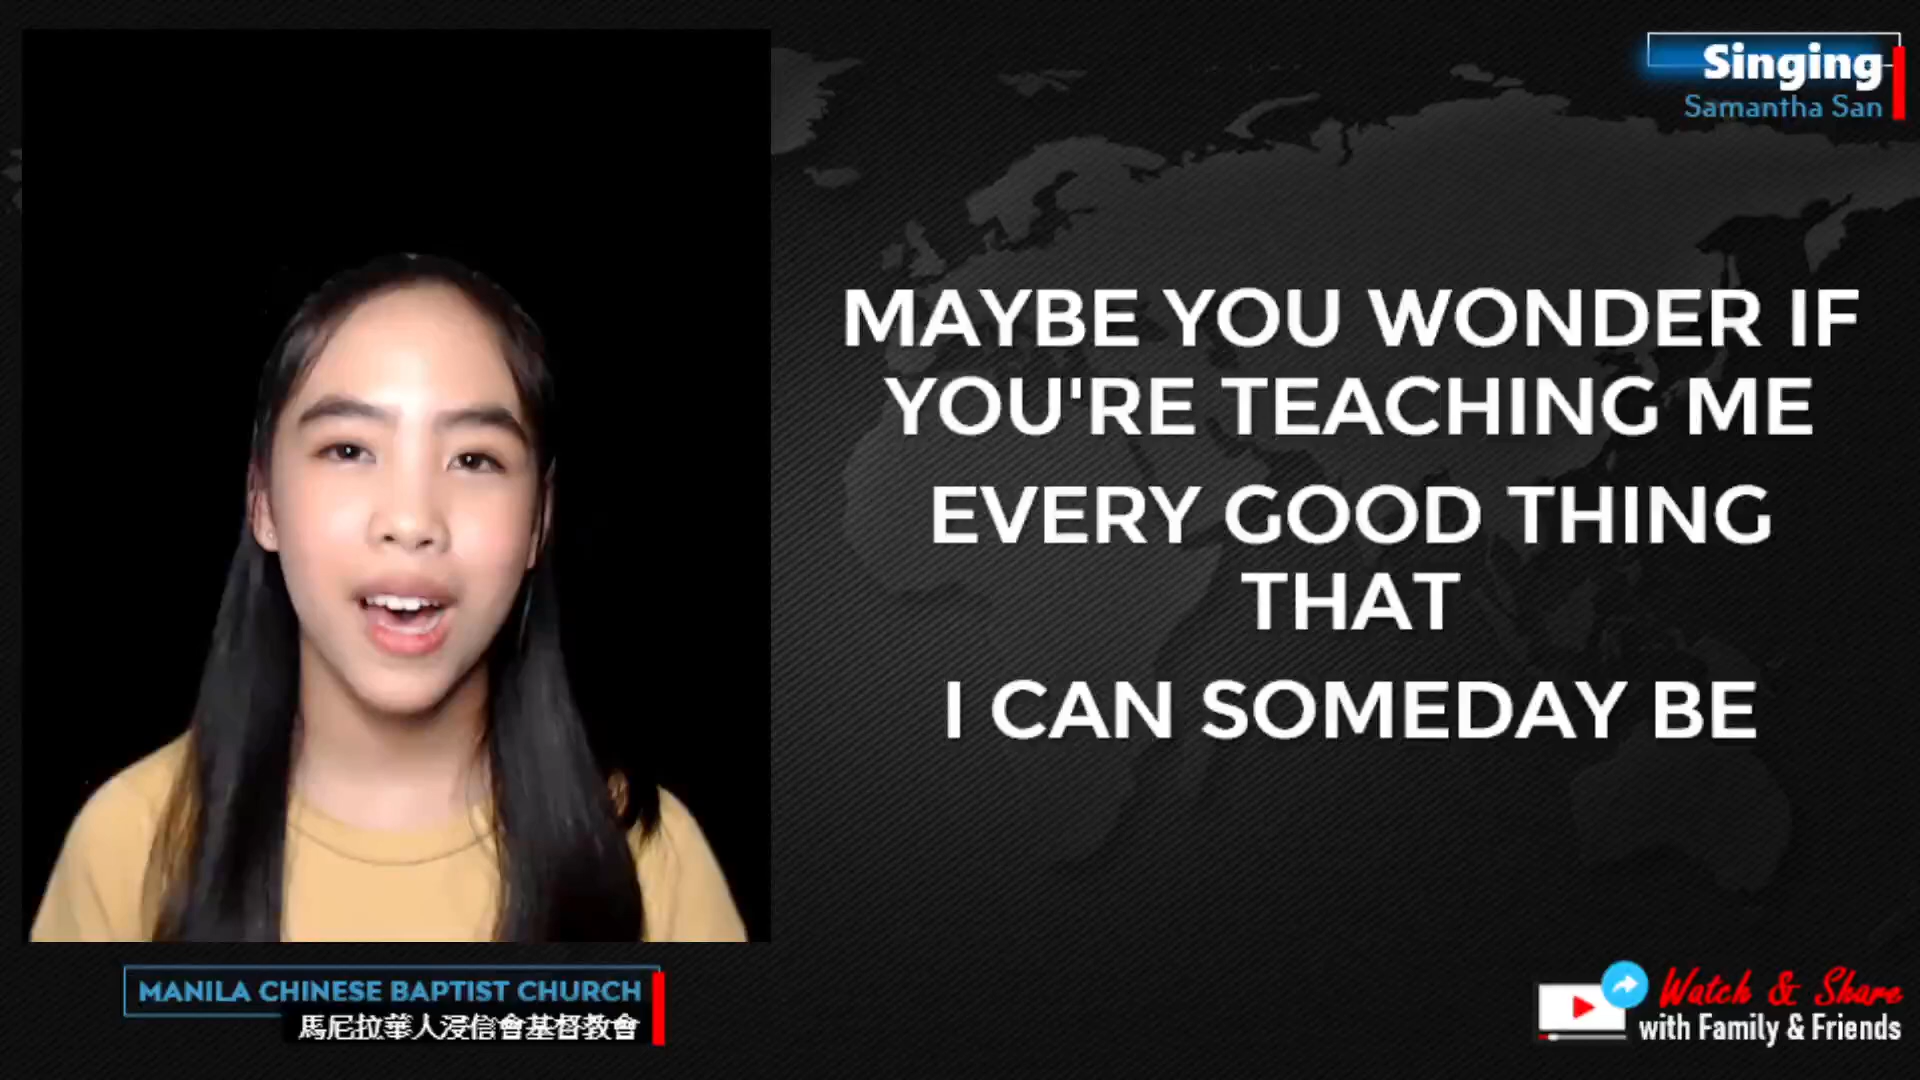 Singing
Samantha San
MAYBE YOU WONDER IF
YOU'RE TEACHING ME
EVERY GOOD THING
THAT
I CAN SOMEDAY BE
MANILA CHINESE BAPTIST CHURCH
馬尼拉華人浸信會基督教會
Watch & Share
with Family & Friends